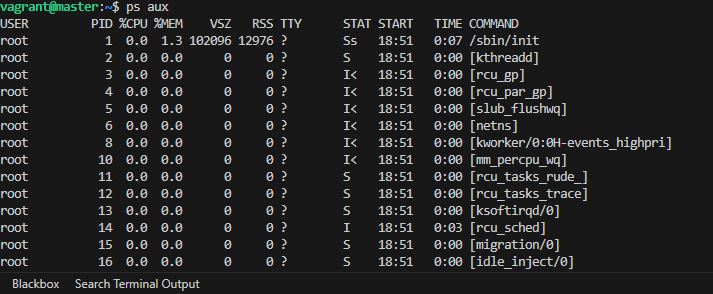 vagrant@master:~$ ps aux
USER PID %CPU %MEM VSZ RSS TTY STAT START TIME COMMAND
root 1 0.0 1.3 102096 12976 ? Ss 18:51 0:07 /sbin/init
root 2 0.0 0.0 0 0 ? S 18:51 0:00 [kthreadd]
root 3 0.0 0.0 0 0 ? I< 18:51 0:00 [rcu_gp]
root 4 0.0 0.0 0 0 ? I< 18:51 0:00 [rcu_par_gp]
root 5 0.0 0.0 0 0 ? I< 18:51 0:00 [slub_flushwq]
root 6 0.0 0.0 0 0 ? I< 18:51 0:00 [netns]
root 8 0.0 0.0 0 0 ? I< 18:51 0:00 [kworker/0:0H-events_highpri]
root 10 0.0 0.0 0 0 ? I< 18:51 0:00 [mm_percpu_wq]
root 11 0.0 0.0 0 0 ? S 18:51 0:00 [rcu_tasks_rude_]
root 12 0.0 0.0 0 0 ? S 18:51 0:00 [rcu_tasks_trace]
root 13 0.0 0.0 0 0 ? S 18:51 0:00 [ksoftirqd/0]
root 14 0.0 0.0 0 0 ? I 18:51 0:03 [rcu_sched]
root 15 0.0 0.0 0 0 ? S 18:51 0:00 [migration/0]
root 16 0.0 0.0 0 0 ? S 18:51 0:00 [idle_inject/0]
Blackbox Search Terminal Output